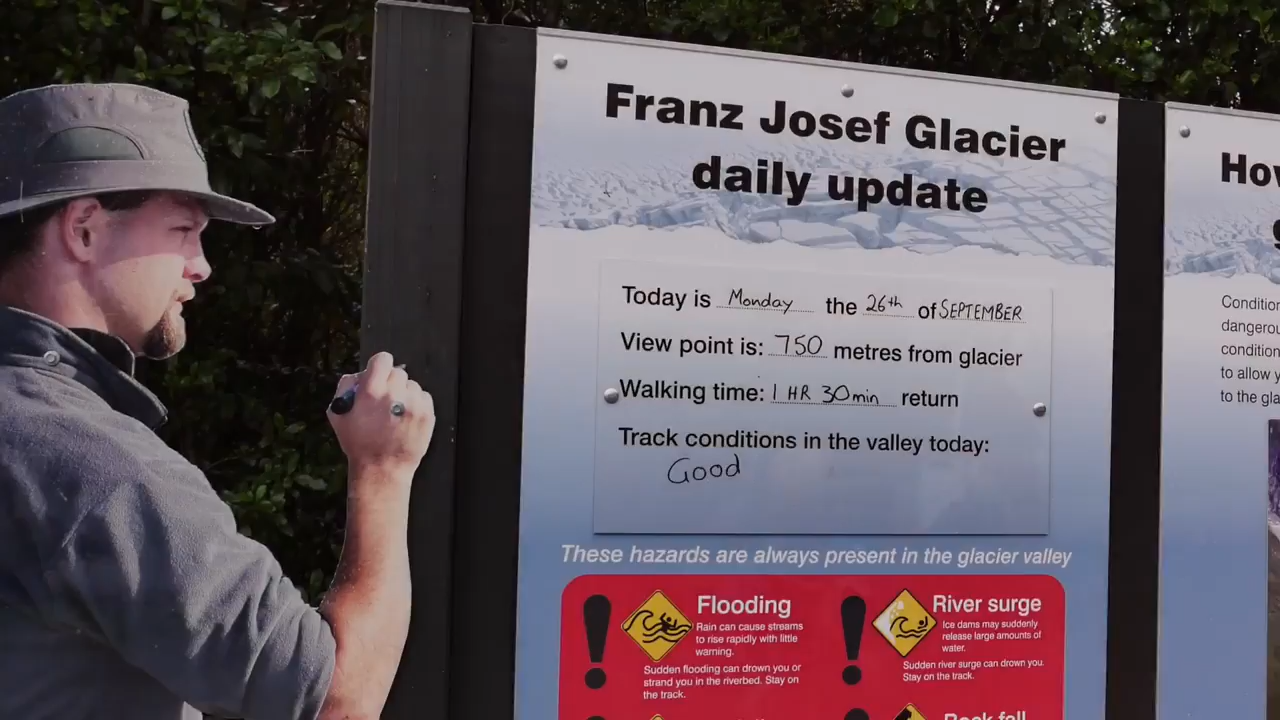 Franz Josef Glacier
daily update
Today is Monday the 26th of SEPTEMBER
View point is: 750 metres from glacier
Walking time: 1 HR 30min return
Track conditions in the valley today:
Good
These hazards are always present in the glacier valley
Flooding
Rain can cause streams
to rise rapidly with little
warning.
Sudden flooding can drown you or
strand you in the riverbed. Stay on
the track.
River surge
Ice dams may suddenly
release large amounts of
water.
Sudden river surge can drown you.
Stay on the track.
Rock fall
How
Condition
dangerou
condition
to allow y
to the gla